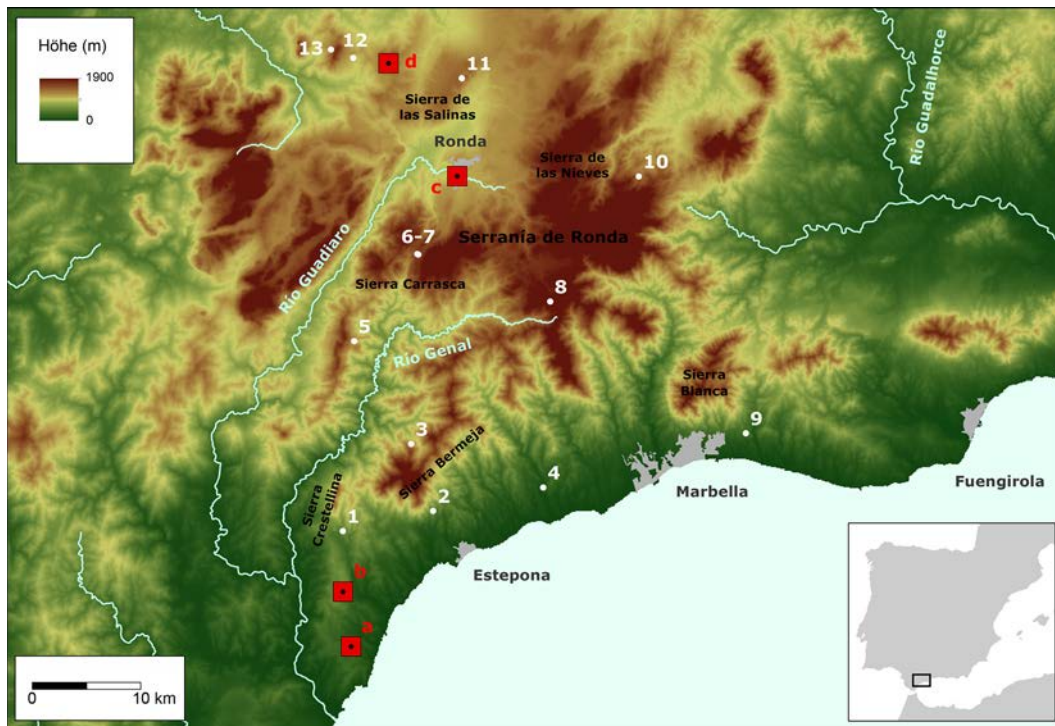 Höhe (m)
1900
0
13
12
d
11
Sierra de
las Salinas
Ronda
c
Sierra de
las Nieves
10
Río Guadalhorce
6-7
Serranía de Ronda
Río Guadiaro
Sierra Carrasca
8
5
Río Genal
Sierra
Blanca
9
3
Sierra Bermeja
4
Sierra
Crestellina
2
1
Marbella
Fuengirola
Estepona
b
a
0
10 km